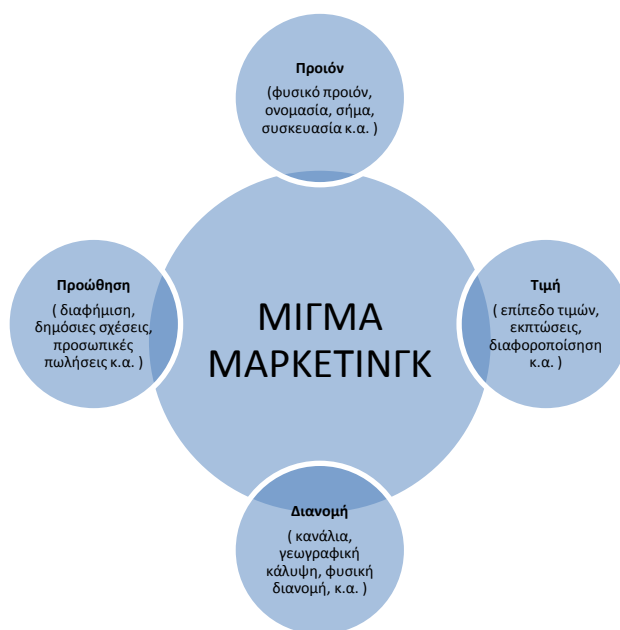 Προιόν
(φυσικό προιόν,
ονομασία, σήμα,
συσκευασία κ.α. )
Προώθηση
( διαφήμιση,
δημόσιες σχέσεις,
προσωπικές
πωλήσεις κ.α. )
ΜΙΓΜΑ
ΜΑΡΚΕΤΙΝΓΚ
Τιμή
( επίπεδο τιμών,
εκπτώσεις,
διαφοροποίσηση
κ.α. )
Διανομή
( κανάλια,
γεωγραφική
κάλυψη, φυσική
διανομή, κ.α. )